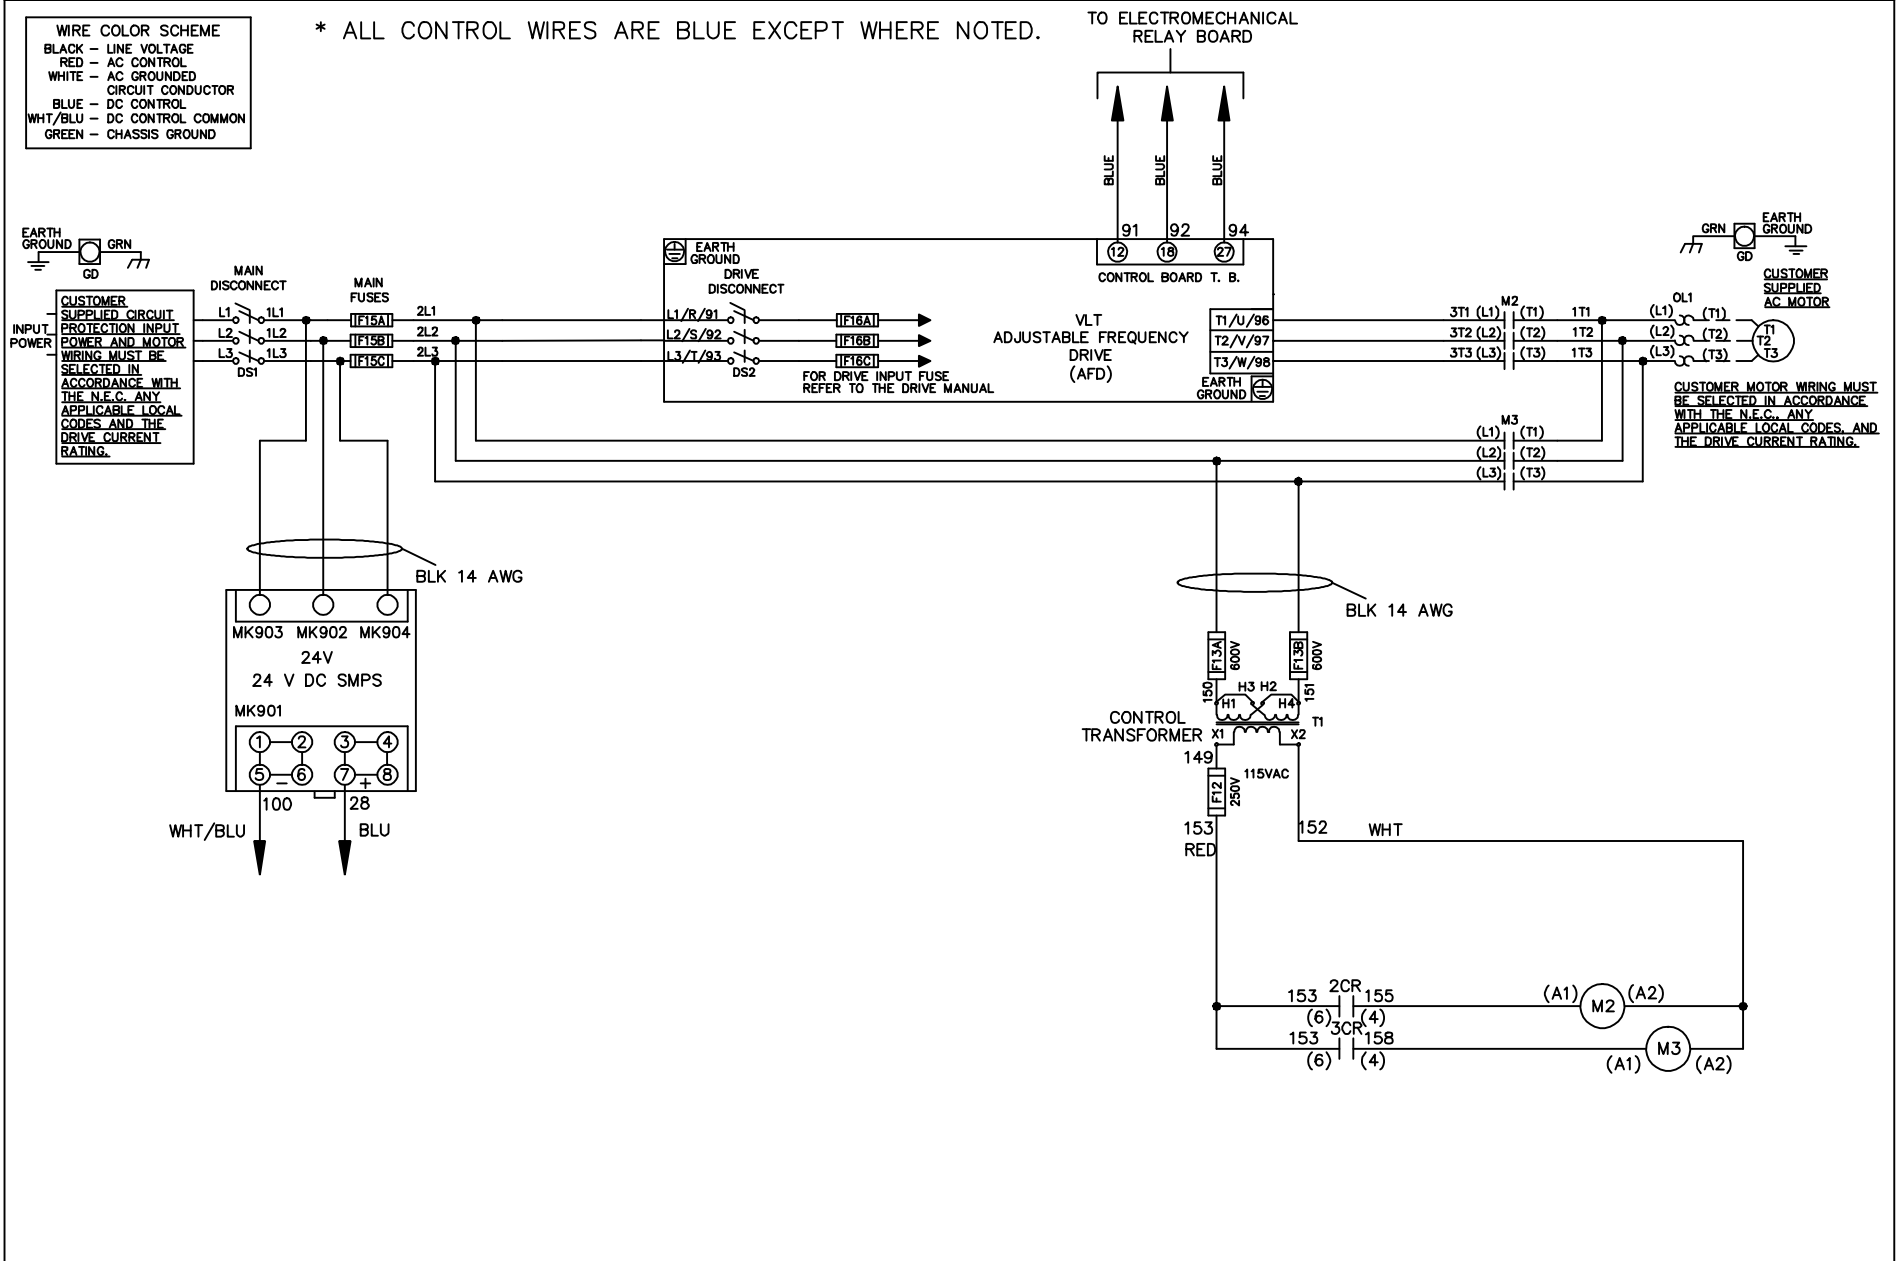 WIRE COLOR SCHEME
BLACK – LINE VOLTAGE
RED – AC CONTROL
WHITE – AC GROUNDED
CIRCUIT CONDUCTOR
BLUE – DC CONTROL
WHT/BLU – DC CONTROL COMMON
GREEN – CHASSIS GROUND
* ALL CONTROL WIRES ARE BLUE EXCEPT WHERE NOTED.
TO ELECTROMECHANICAL
RELAY BOARD
BLUE
BLUE
BLUE
91 92 94
12 18 27
CONTROL BOARD T. B.
EARTH
GROUND
GRN
GD
INPUT
POWER
CUSTOMER
SUPPLIED CIRCUIT
PROTECTION INPUT
POWER AND MOTOR
WIRING MUST BE
SELECTED IN
ACCORDANCE WITH
THE N.E.C. ANY
APPLICABLE LOCAL
CODES AND THE
DRIVE CURRENT
RATING.
MAIN
DISCONNECT
L1 1L1
L2 1L2
L3 1L3
DS1
MAIN
FUSES
F15A 2L1
F15B 2L2
F15C 2L3
EARTH
GROUND
DRIVE
DISCONNECT
L1/R/91
L2/S/92
L3/T/93
DS2
F16A
F16B
F16C
FOR DRIVE INPUT FUSE
REFER TO THE DRIVE MANUAL
VLT
ADJUSTABLE FREQUENCY
DRIVE
(AFD)
T1/U/96
T2/V/97
T3/W/98
EARTH
GROUND
M2
3T1 (L1) (T1) 1T1
3T2 (L2) (T2) 1T2
3T3 (L3) (T3) 1T3
OL1
(L1) (T1)
(L2) (T2)
(L3) (T3)
T1
T2
T3
GRN
EARTH
GROUND
GD
CUSTOMER
SUPPLIED
AC MOTOR
CUSTOMER MOTOR WIRING MUST
BE SELECTED IN ACCORDANCE
WITH THE N.E.C., ANY
APPLICABLE LOCAL CODES, AND
THE DRIVE CURRENT RATING.
M3
(L1) (T1)
(L2) (T2)
(L3) (T3)
BLK 14 AWG
MK903 MK902 MK904
24V
24 V DC SMPS
MK901
1 2 3 4
5 – 6 7 + 8
100 28
WHT/BLU BLU
BLK 14 AWG
F13A 600V
F13B 600V
150 151
H3 H2
H1 H4
CONTROL
TRANSFORMER
T1
X1 X2
149
115VAC
F12 250V
153
RED
152 WHT
2CR
153 155
(6) (4)
(A1) M2 (A2)
3CR
153 158
(6) (4)
(A1) M3 (A2)